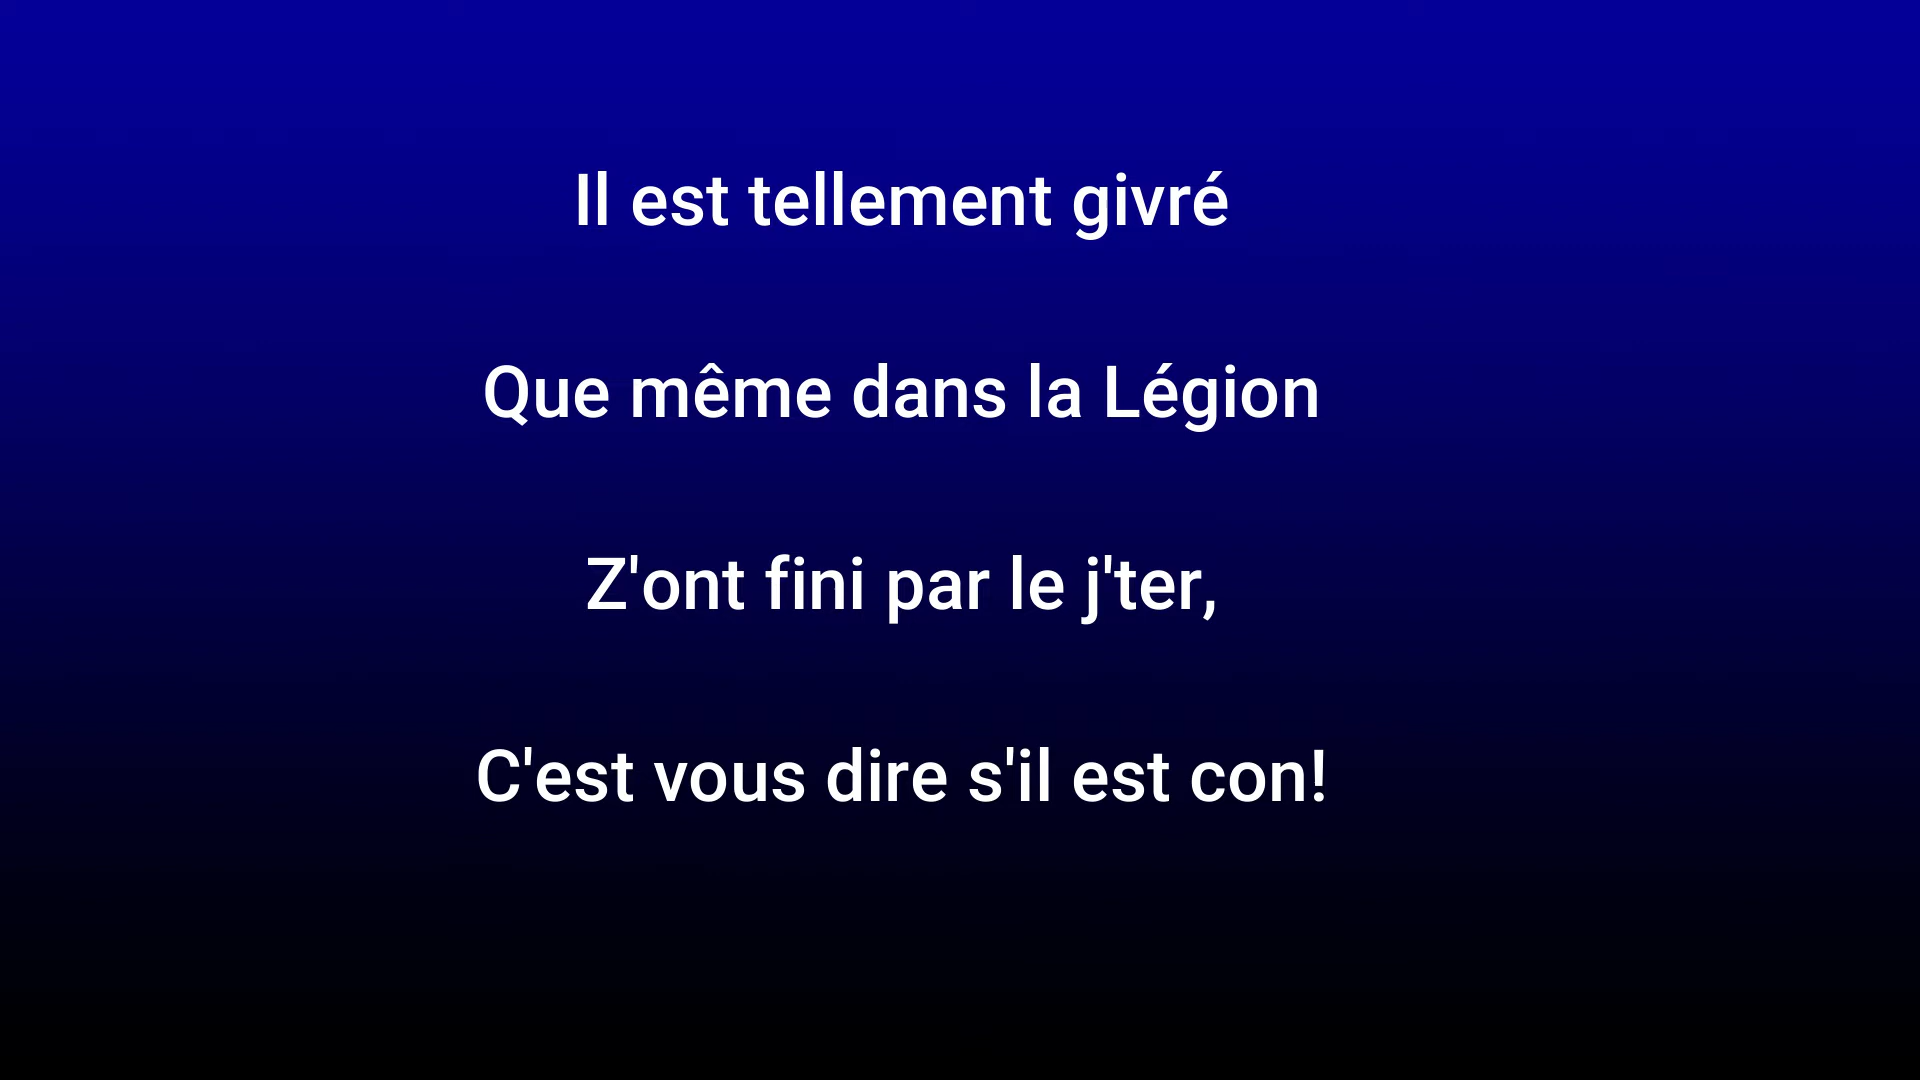 Il est tellement givré
Que même dans la Légion
Z'ont fini par le j'ter,
C'est vous dire s'il est con!